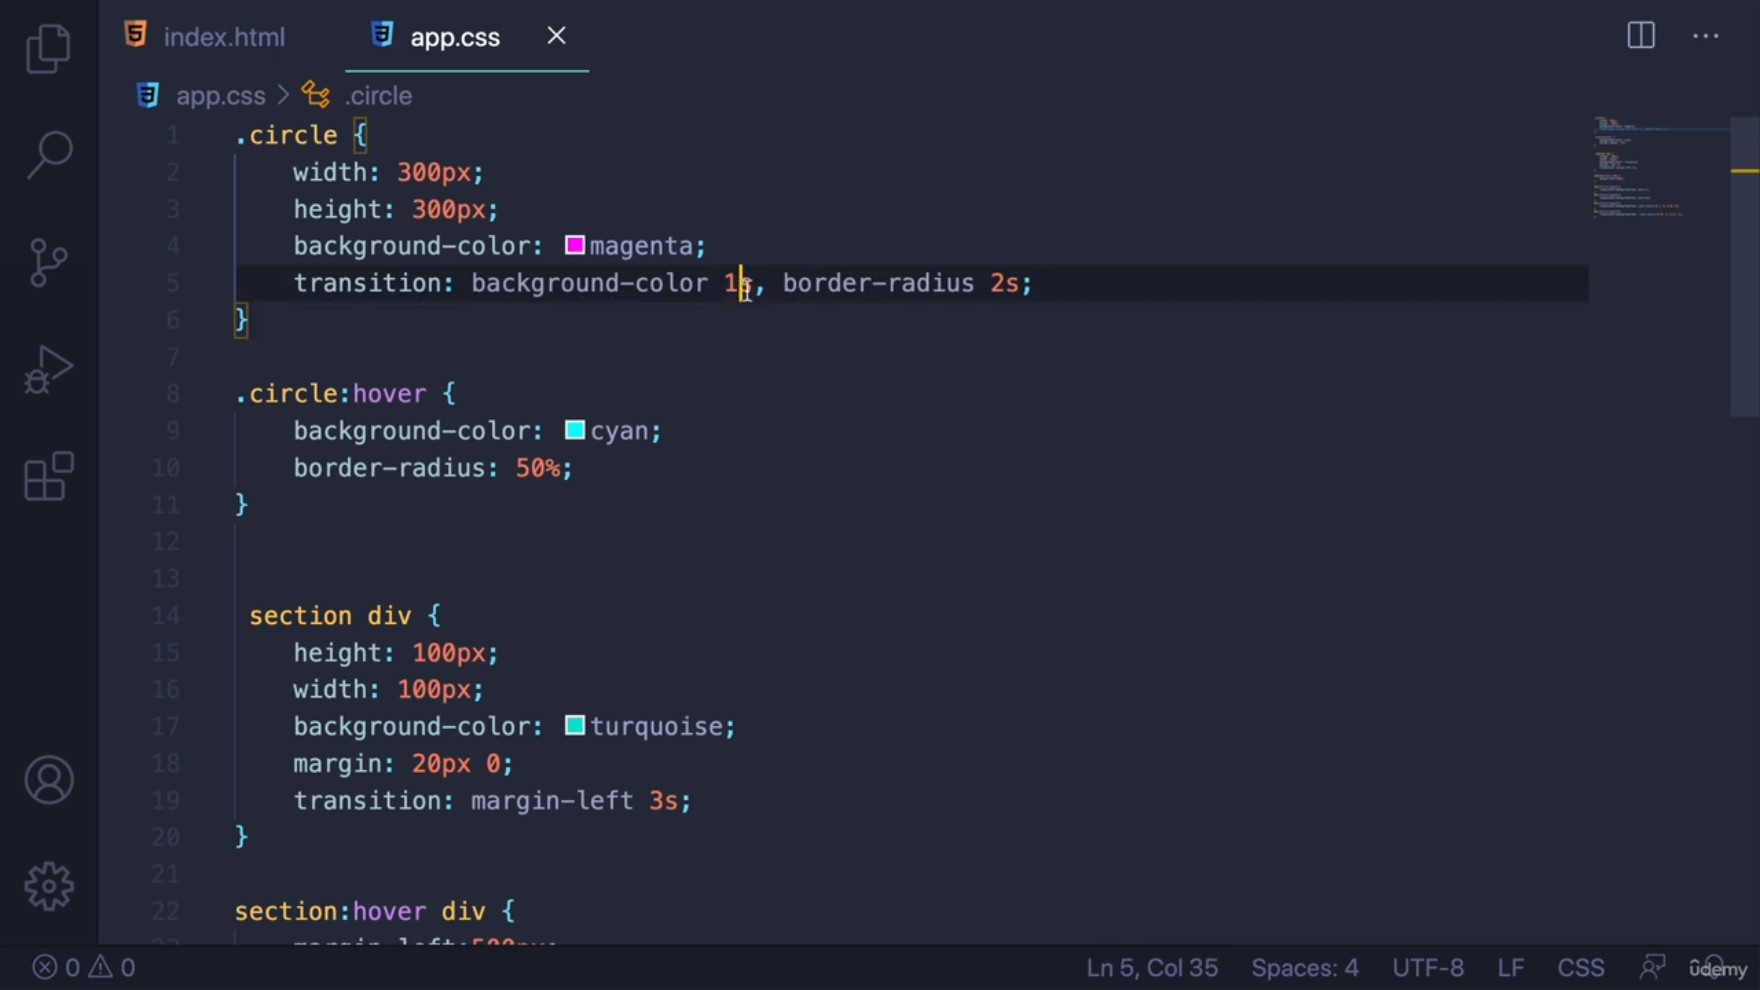 index.html
app.css
app.css > .circle
1 .circle {
2 width: 300px;
3 height: 300px;
4 background-color: magenta;
5 transition: background-color 1s, border-radius 2s;
6 }
7
8 .circle:hover {
9 background-color: cyan;
10 border-radius: 50%;
11 }
12
13
14 section div {
15 height: 100px;
16 width: 100px;
17 background-color: turquoise;
18 margin: 20px 0;
19 transition: margin-left 3s;
20 }
21
22 section:hover div {
23 margin-left:500px;
0 0 Ln 5, Col 35 Spaces: 4 UTF-8 LF CSS udemy